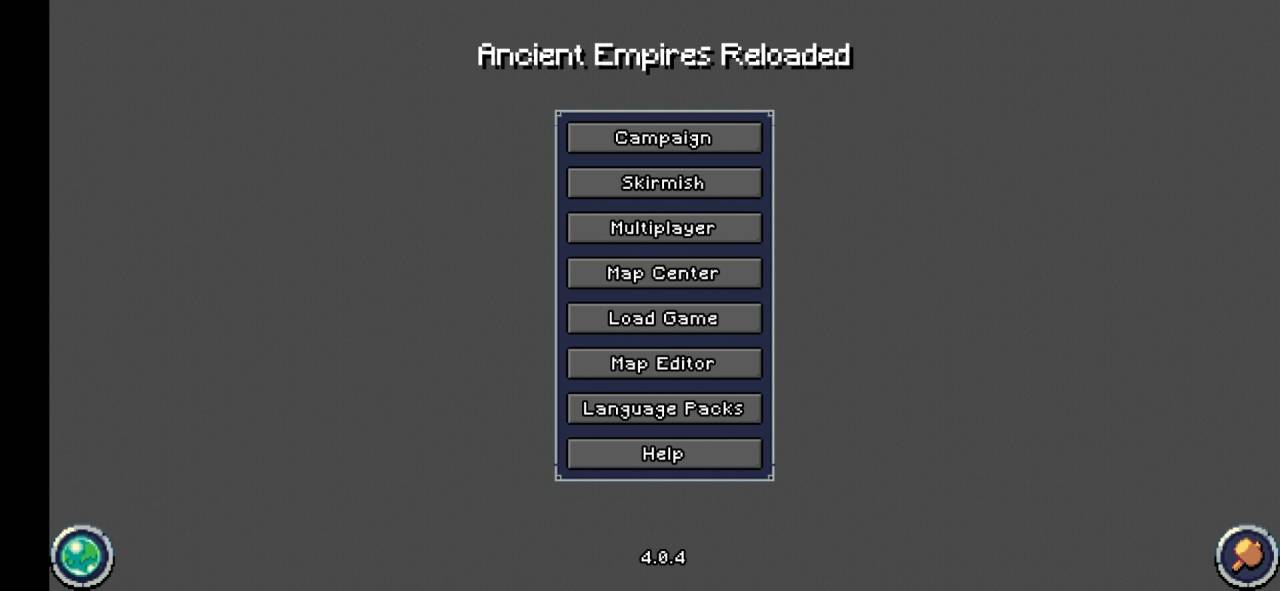 Ancient Empires Reloaded
Campaign
Skirmish
Multiplayer
Map Center
Load Game
Map Editor
Language Packs
Help
4.0.4